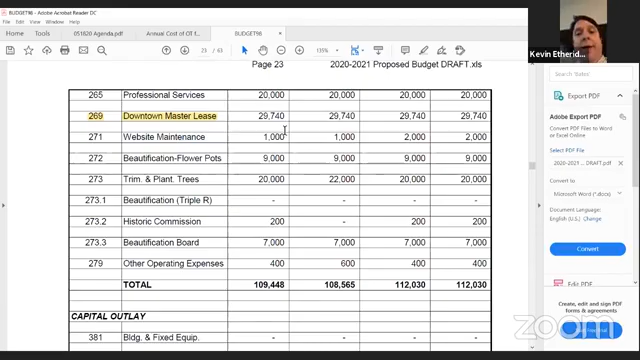 BUDGET96 - Adobe Acrobat Reader DC
File Edit View Window Help
Home Tools 051820 Agenda.pdf Annual Cost of OT f... BUDGET96 ×
23 / 63 135%
Kevin Etherid...
Page 23 2020-2021 Proposed Budget DRAFT.xls
265 Professional Services 20,000 20,000 20,000 20,000
269 Downtown Master Lease 29,740 29,740 29,740 29,740
271 Website Maintenance 1,000 1,000 2,000 2,000
272 Beautification-Flower Pots 9,000 9,000 9,000 9,000
273 Trim. & Plant. Trees 20,000 22,000 20,000 20,000
273.1 Beautification (Triple R) - - - -
273.2 Historic Commission 200 - 200 200
273.3 Beautification Board 7,000 7,000 7,000 7,000
279 Other Operating Expenses 400 600 400 400
TOTAL 109,448 108,565 112,030 112,030
CAPITAL OUTLAY
381 Bldg. & Fixed Equip. - - - -
Export PDF
Adobe Export PDF
Convert PDF Files to Word
or Excel Online
Select PDF File
2020-2021 ... DRAFT.pdf ×
Convert to
Microsoft Word (*.docx)
Document Language:
English (U.S.) Change
Convert
Edit PDF
Create, edit and sign PDF
forms & agreements
zoom